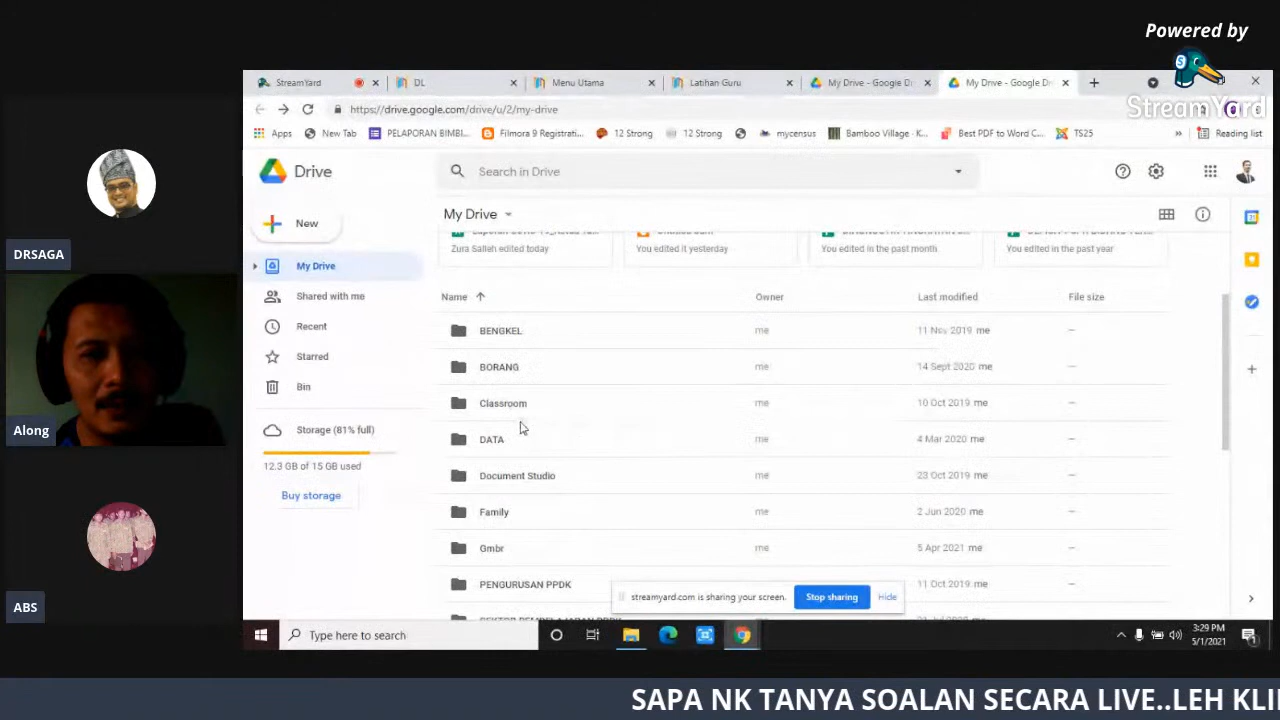 Powered by
StreamYard
StreamYard
DL
Menu Utama
Latihan Guru
My Drive - Google Dr
My Drive - Google Dr
https://drive.google.com/drive/u/2/my-drive
Apps
New Tab
PELAPORAN BIMBI...
Filmora 9 Registrati...
12 Strong
12 Strong
mycensus
Bamboo Village - K...
Best PDF to Word C...
TS25
»
Reading list
Drive
Search in Drive
New
My Drive
Zura Salleh edited today
You edited it yesterday
You edited in the past month
You edited in the past year
My Drive
Shared with me
Recent
Starred
Bin
Storage (81% full)
12.3 GB of 15 GB used
Buy storage
Name
Owner
Last modified
File size
BENGKEL me 11 Nov 2019 me –
BORANG me 14 Sept 2020 me –
Classroom me 10 Oct 2019 me –
DATA me 4 Mar 2020 me –
Document Studio me 23 Oct 2019 me –
Family me 2 Jun 2020 me –
Gmbr me 5 Apr 2021 me –
PENGURUSAN PPDK me 11 Oct 2019 me –
streamyard.com is sharing your screen.
Stop sharing
Hide
Type here to search
3:29 PM
5/1/2021
DRSAGA
Along
ABS
SAPA NK TANYA SOALAN SECARA LIVE..LEH KLI